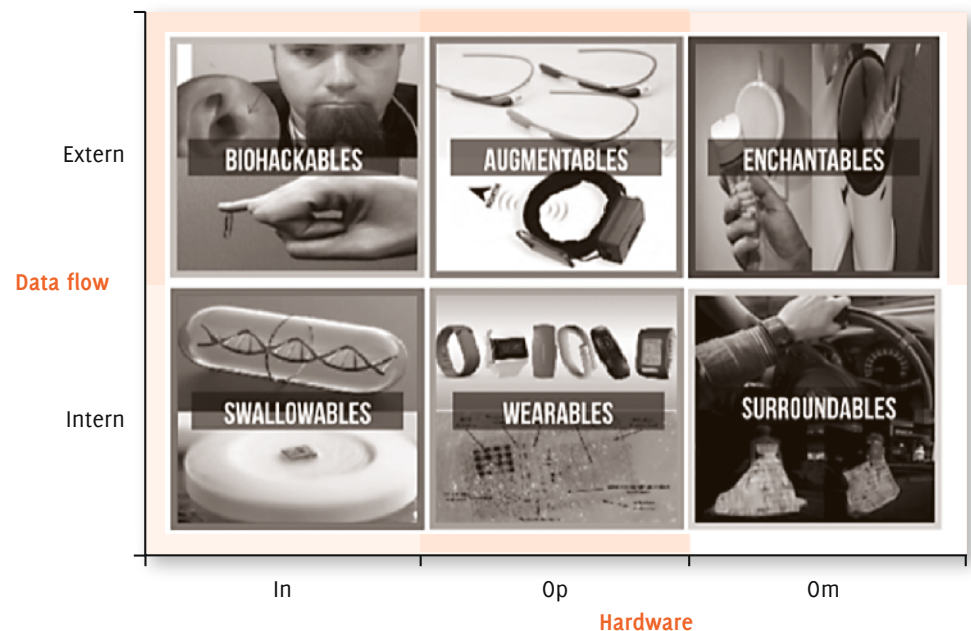 Extern
BIOHACKABLES
AUGMENTABLES
ENCHANTABLES
Data flow
Intern
SWALLOWABLES
WEARABLES
SURROUNDABLES
In
Op
Om
Hardware